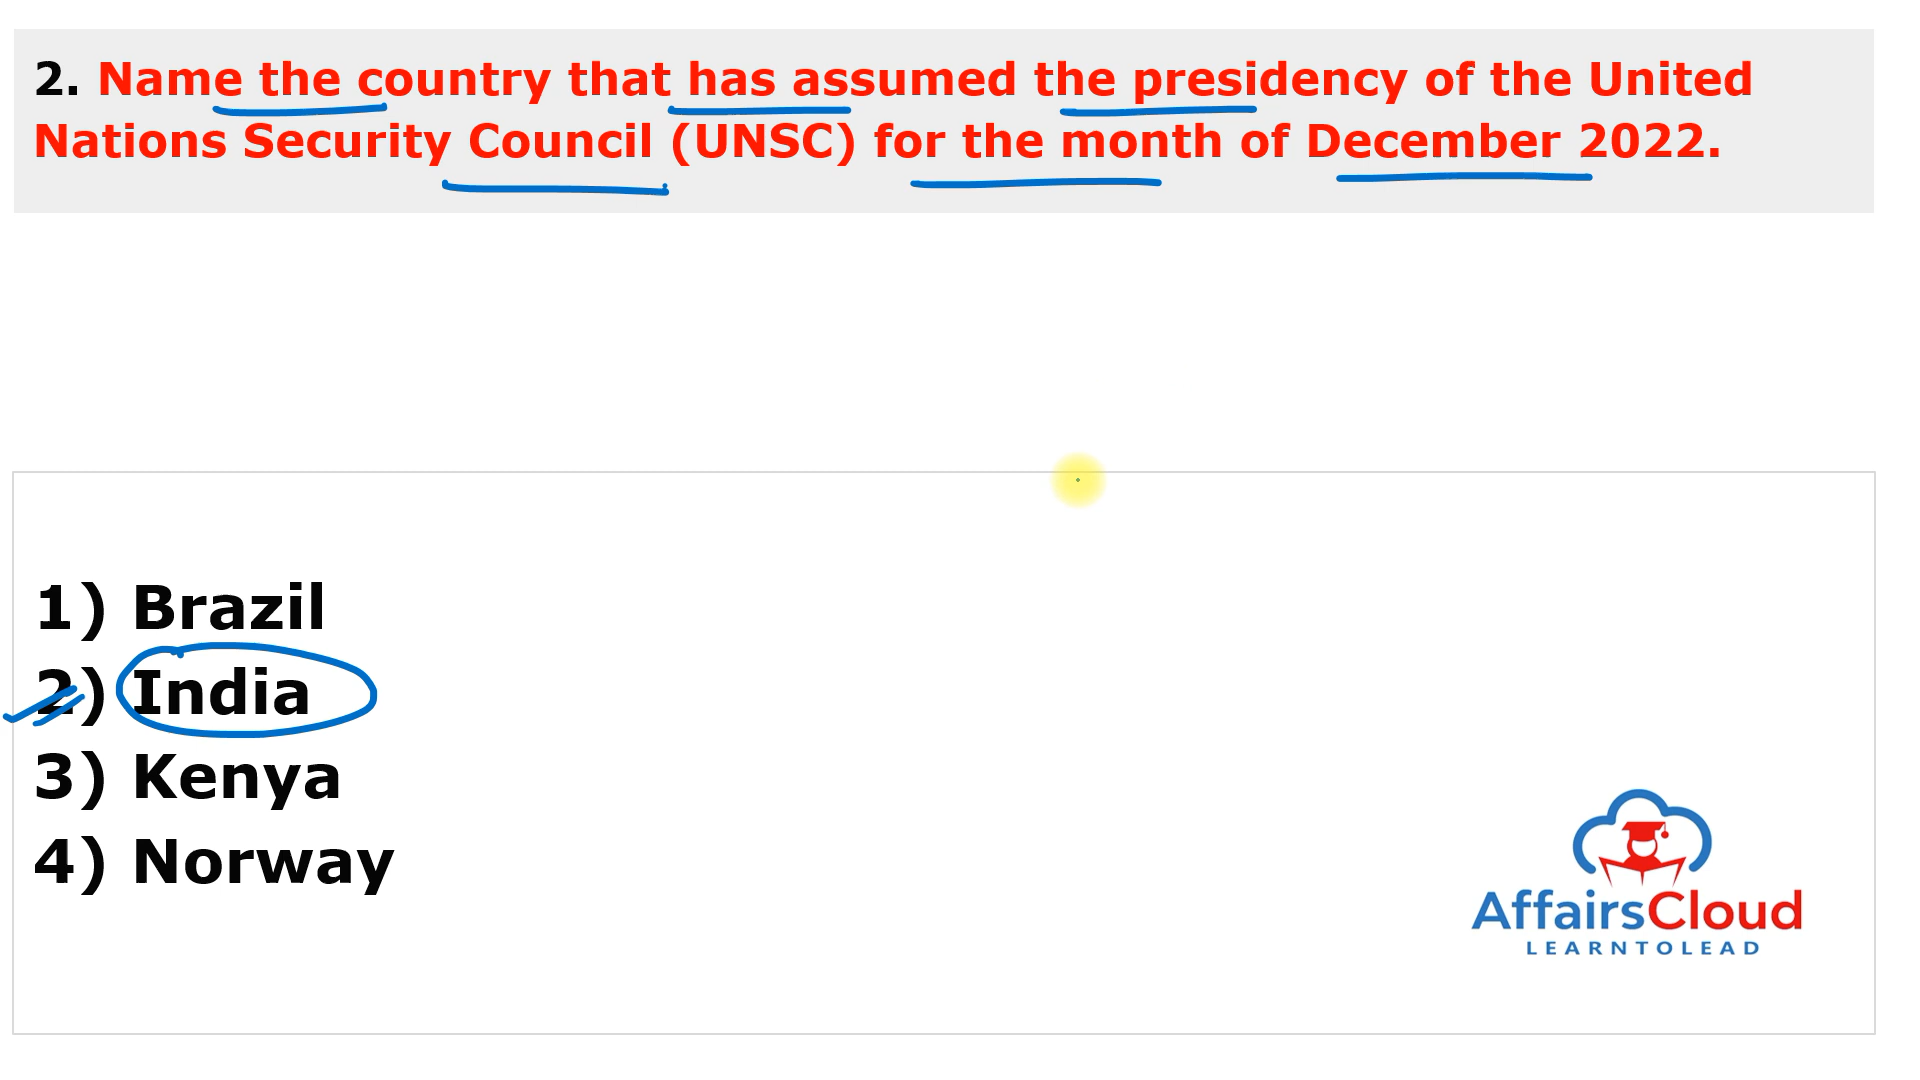 2. Name the country that has assumed the presidency of the United
Nations Security Council (UNSC) for the month of December 2022.
1) Brazil
2) India
3) Kenya
4) Norway
AffairsCloud
LEARNTOLEAD